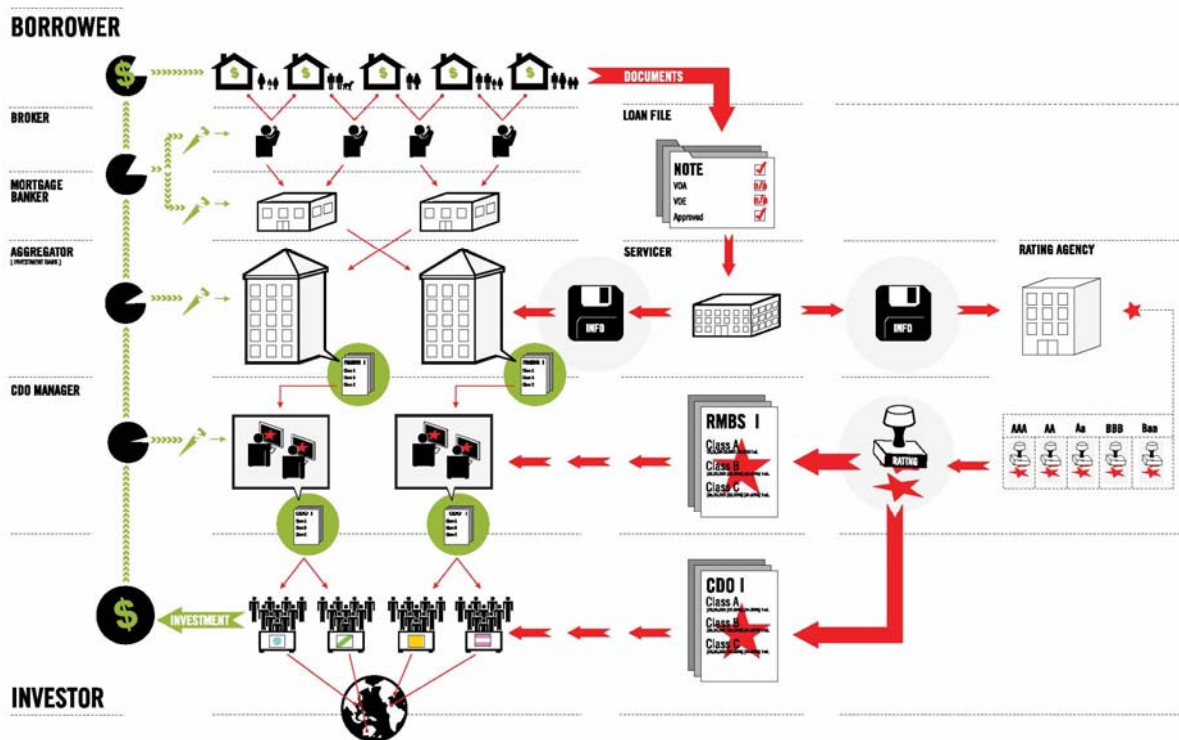 BORROWER
$
$
$
$
$
$
DOCUMENTS
BROKER
LOAN FILE
NOTE
VOA
n/a
VOE
n/a
Approved
MORTGAGE
BANKER
AGGREGATOR
[ INVESTMENT BANK ]
SERVICER
RATING AGENCY
INFO
INFO
CDO MANAGER
RMBS I
Class A
Class B
Class C
RATING
AAA
AA
Aa
BBB
Baa
CDO I
Class A
Class B
Class C
$
INVESTMENT
INVESTOR